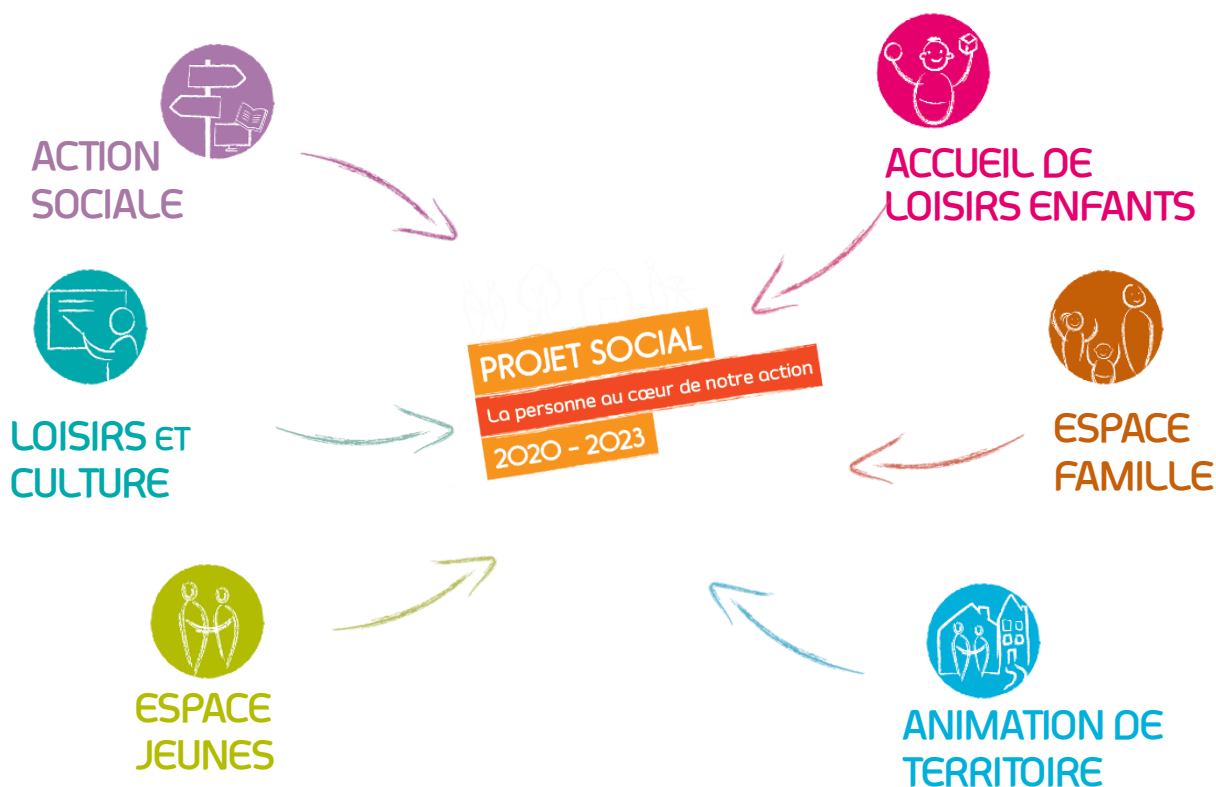 ACTION
SOCIALE
ACCUEIL DE
LOISIRS ENFANTS
LOISIRS ET
CULTURE
PROJET SOCIAL
La personne au cœur de notre action
2020 - 2023
ESPACE
FAMILLE
ESPACE
JEUNES
ANIMATION DE
TERRITOIRE